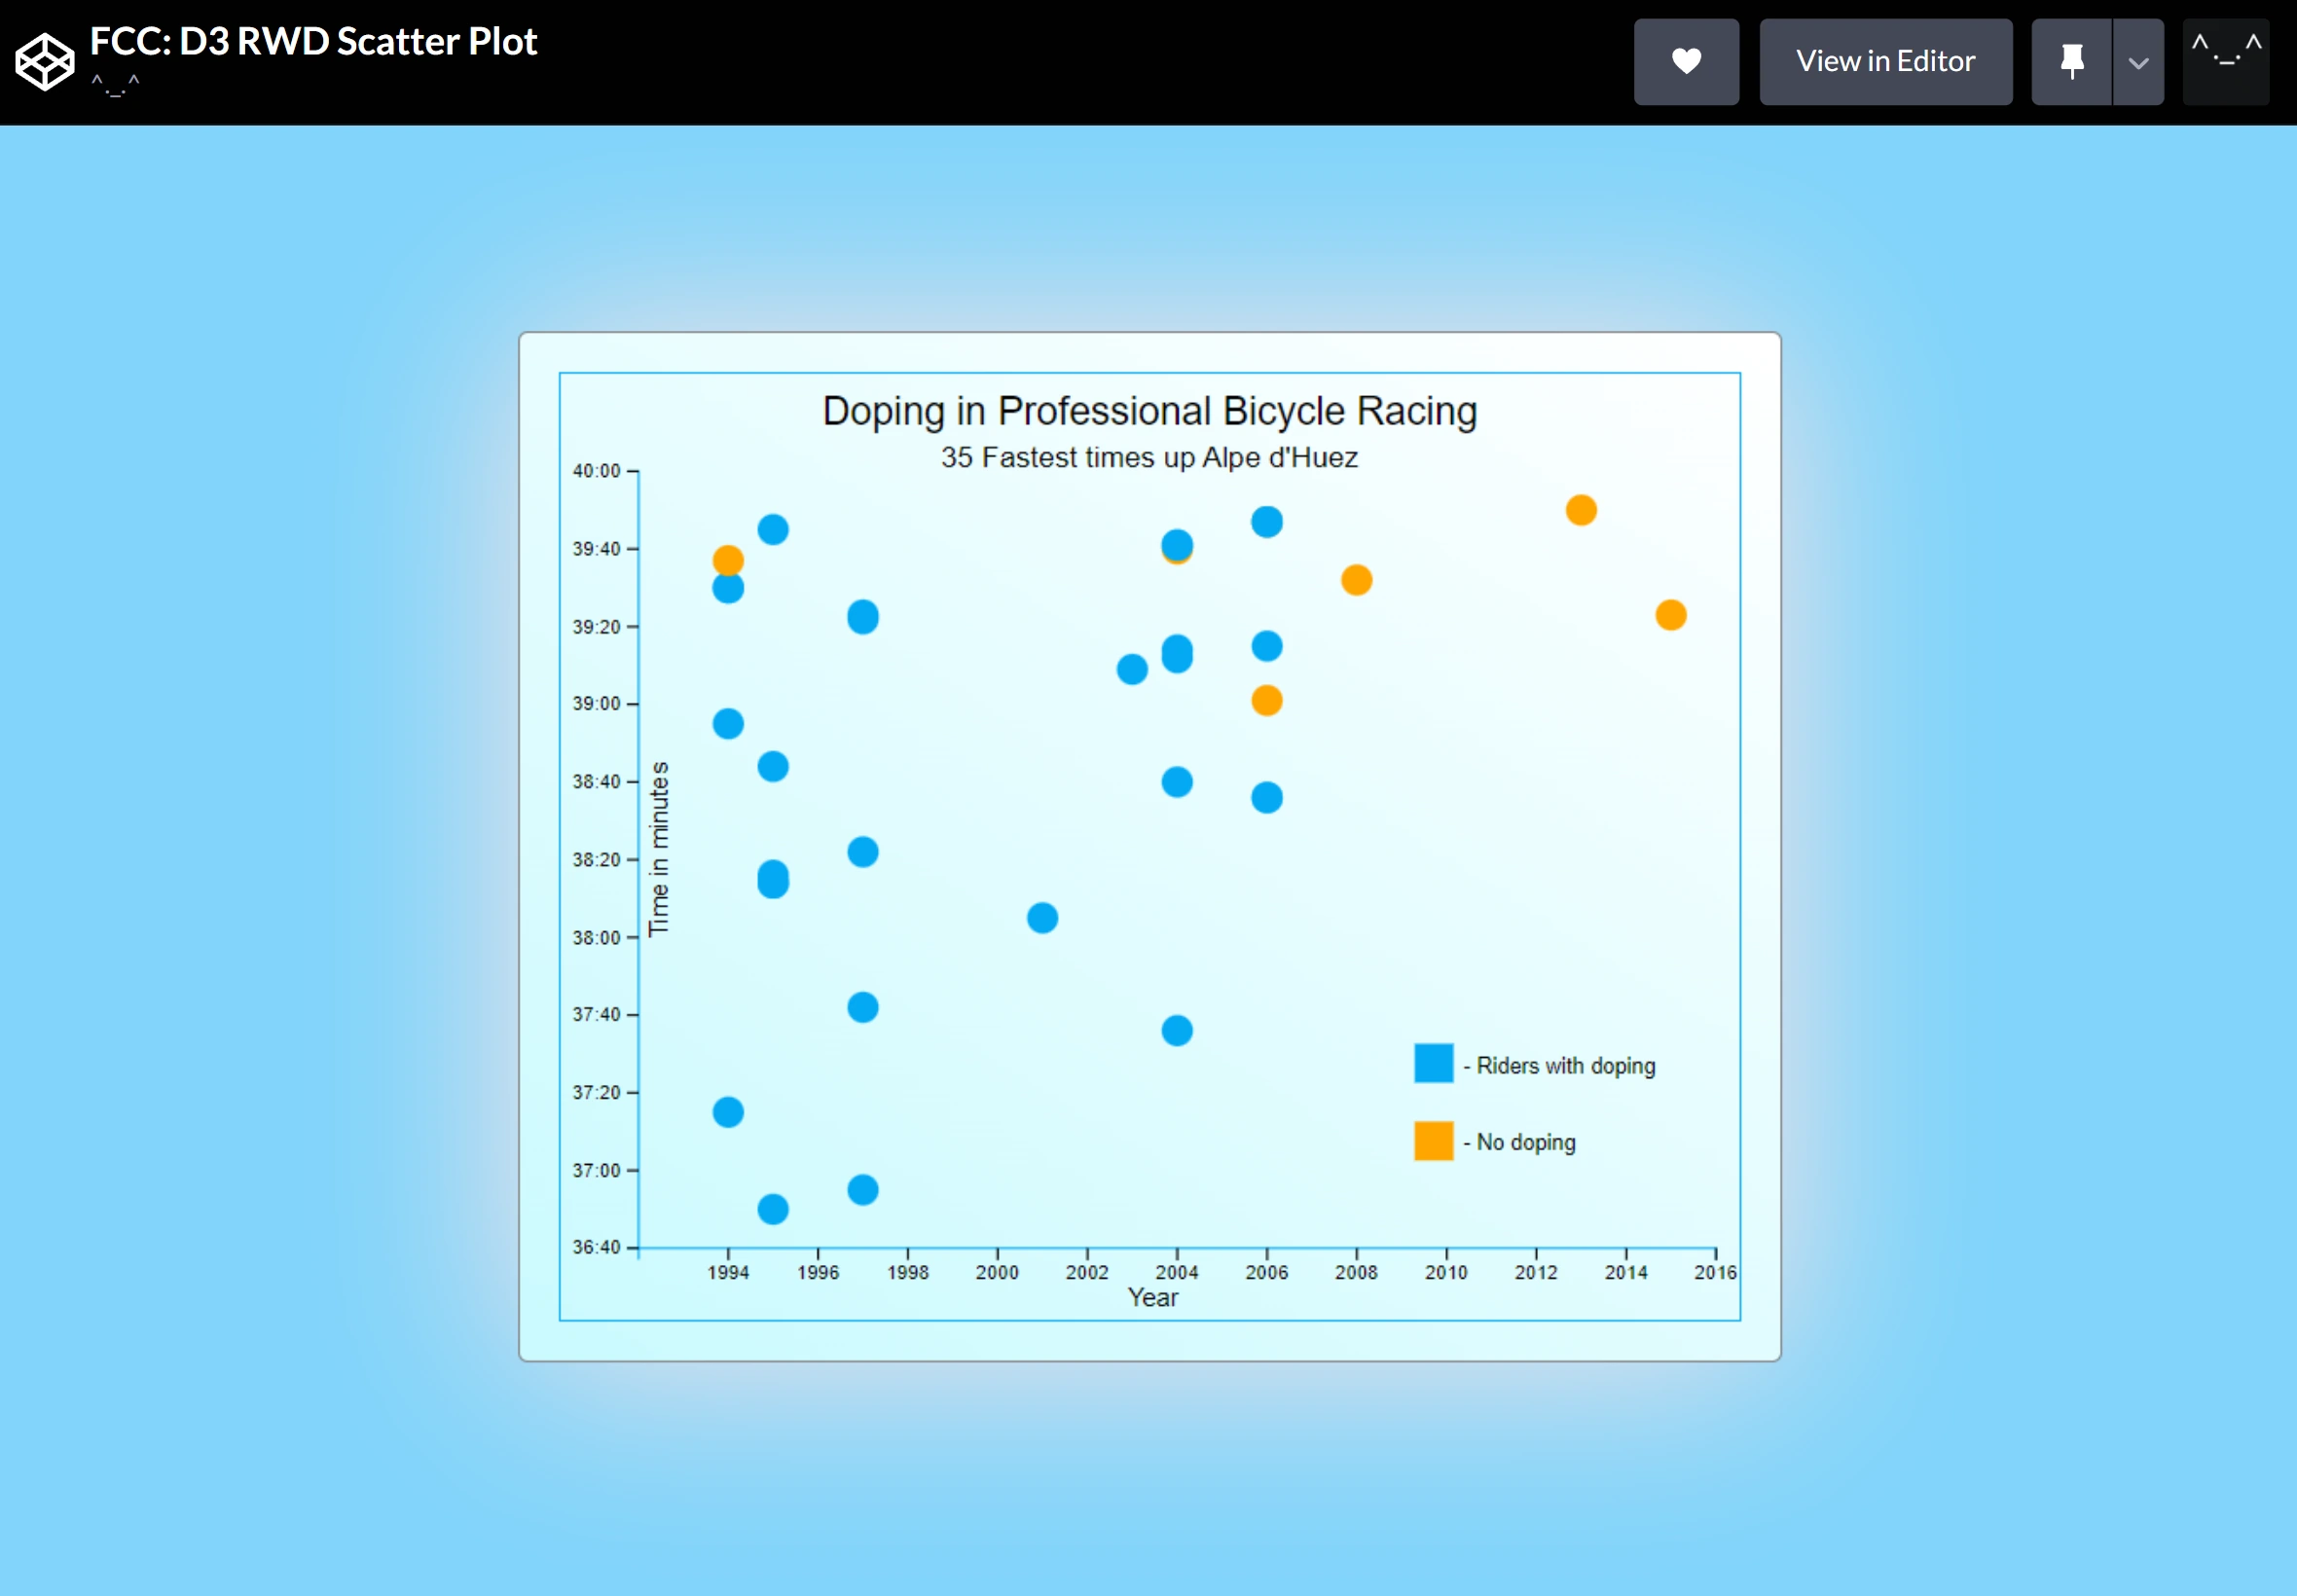 FCC: D3 RWD Scatter Plot
^._.^
View in Editor
^._.^
Doping in Professional Bicycle Racing
35 Fastest times up Alpe d'Huez
40:00
39:40
39:20
39:00
38:40
38:20
38:00
37:40
37:20
37:00
36:40
Time in minutes
- Riders with doping
- No doping
1994 1996 1998 2000 2002 2004 2006 2008 2010 2012 2014 2016
Year